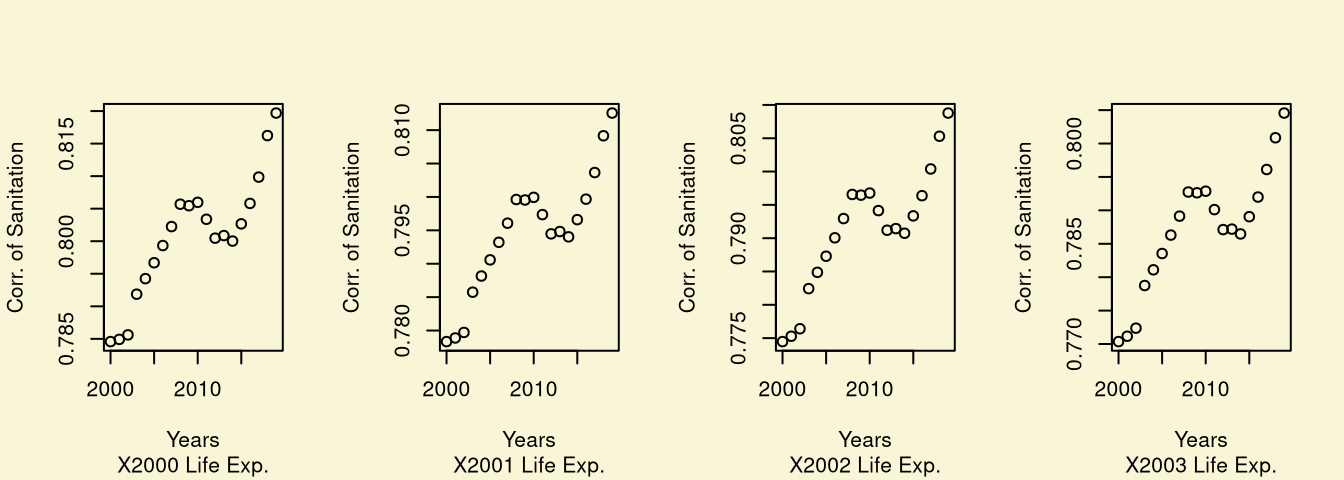 Corr. of Sanitation
0.815
0.800
0.785
2000 2010
Years
X2000 Life Exp.
Corr. of Sanitation
0.810
0.795
0.780
2000 2010
Years
X2001 Life Exp.
Corr. of Sanitation
0.805
0.790
0.775
2000 2010
Years
X2002 Life Exp.
Corr. of Sanitation
0.800
0.785
0.770
2000 2010
Years
X2003 Life Exp.